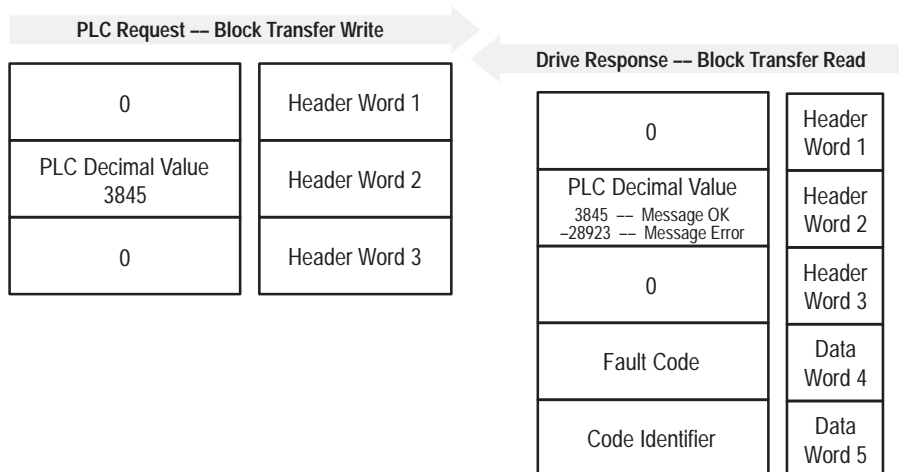 PLC Request –– Block Transfer Write
0
Header Word 1
PLC Decimal Value
3845
Header Word 2
0
Header Word 3
Drive Response –– Block Transfer Read
0
Header
Word 1
PLC Decimal Value
3845 –– Message OK
–28923 –– Message Error
Header
Word 2
0
Header
Word 3
Fault Code
Data
Word 4
Code Identifier
Data
Word 5